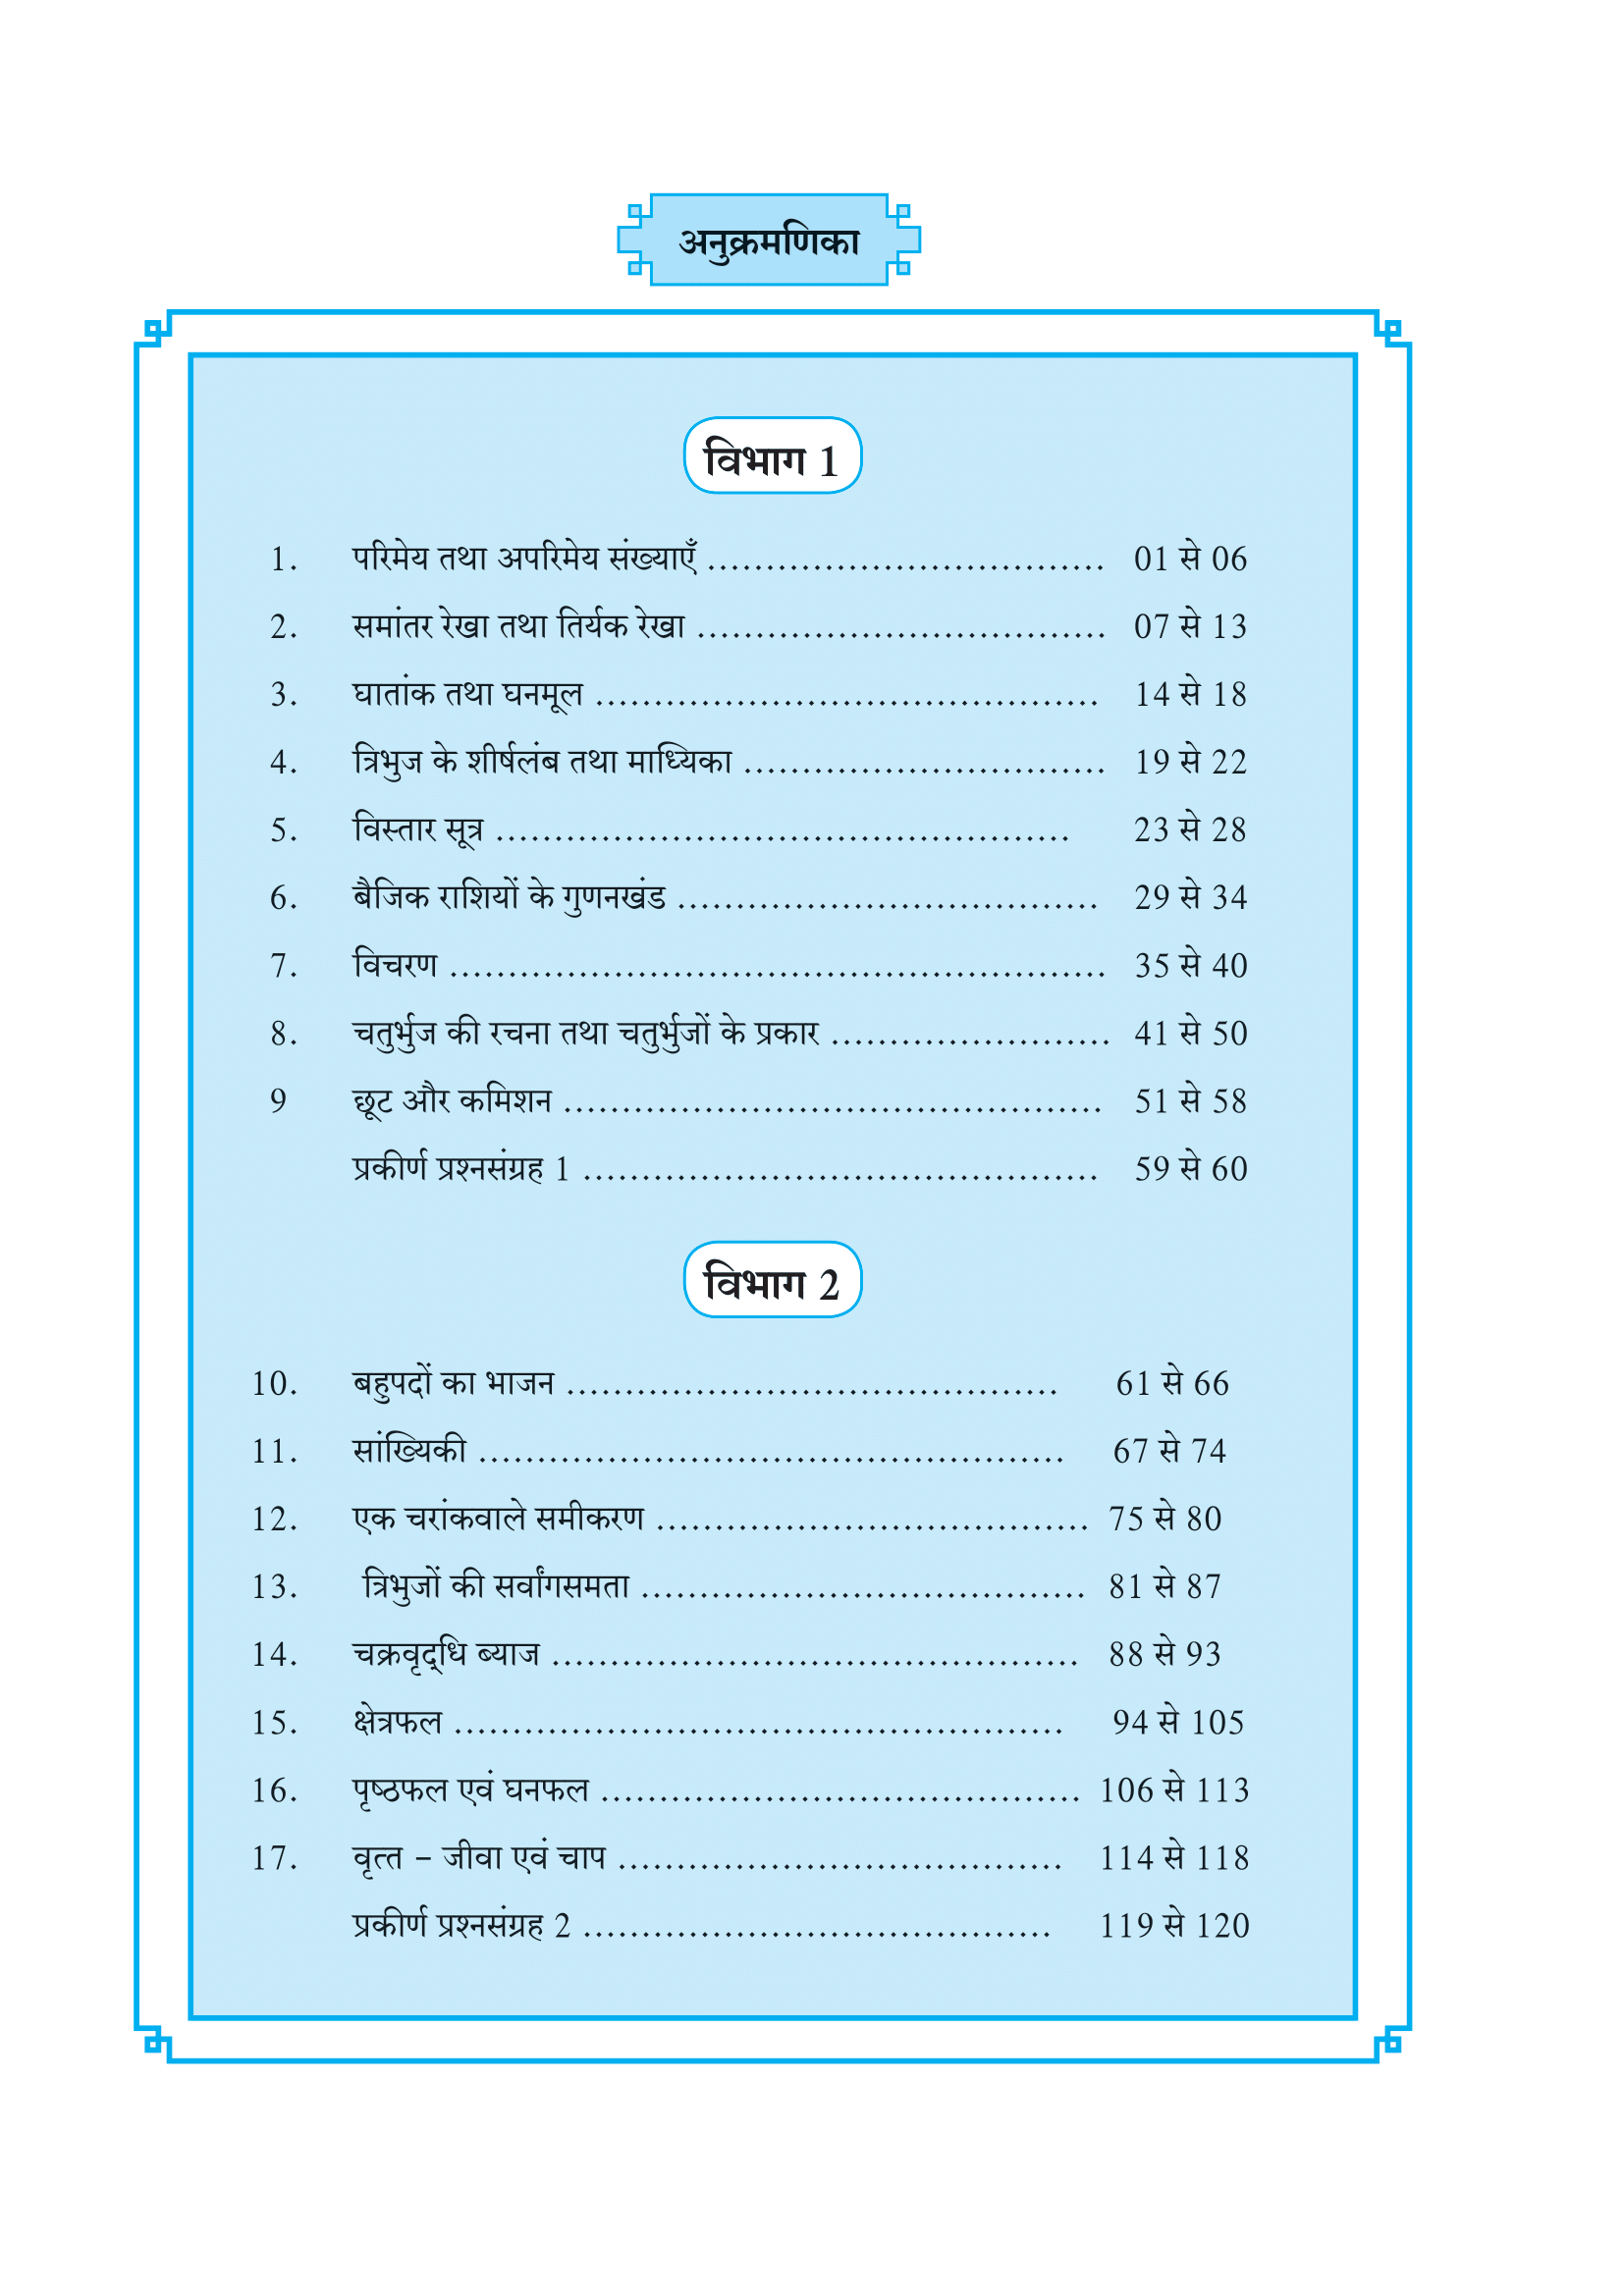 अनुक्रमणिका
विभाग 1
1. परिमेय तथा अपरिमेय संख्याएँ .................................. 01 से 06
2. समांतर रेखा तथा तिर्यक रेखा ................................... 07 से 13
3. घातांक तथा घनमूल ........................................... 14 से 18
4. त्रिभुज के शीर्षलंब तथा माध्यिका ............................... 19 से 22
5. विस्तार सूत्र ................................................. 23 से 28
6. बैजिक राशियों के गुणनखंड .................................... 29 से 34
7. विचरण ........................................................ 35 से 40
8. चतुर्भुज की रचना तथा चतुर्भुजों के प्रकार ........................ 41 से 50
9 छूट और कमिशन .............................................. 51 से 58
प्रकीर्ण प्रश्नसंग्रह 1 ............................................ 59 से 60
विभाग 2
10. बहुपदों का भाजन .......................................... 61 से 66
11. सांख्यिकी .................................................. 67 से 74
12. एक चरांकवाले समीकरण ..................................... 75 से 80
13. त्रिभुजों की सर्वांगसमता ...................................... 81 से 87
14. चक्रवृद्‌धि ब्याज ............................................. 88 से 93
15. क्षेत्रफल .................................................... 94 से 105
16. पृष्ठफल एवं घनफल ......................................... 106 से 113
17. वृत्त - जीवा एवं चाप ...................................... 114 से 118
प्रकीर्ण प्रश्नसंग्रह 2 ........................................ 119 से 120